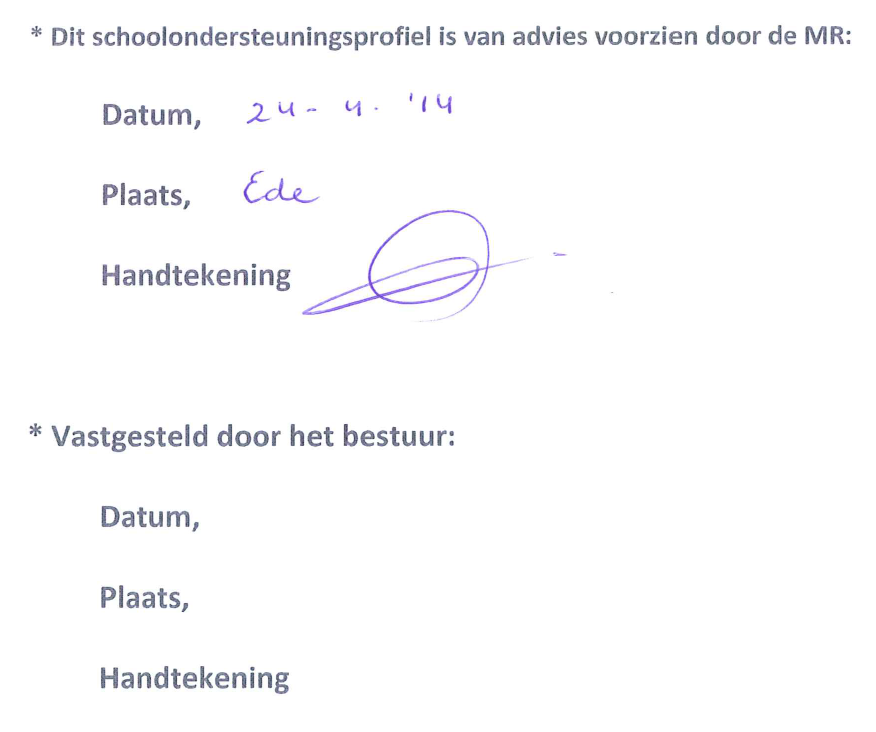 * Dit schoolondersteuningsprofiel is van advies voorzien door de MR:
Datum, 24-4.'14
Plaats, Ede
Handtekening
* Vastgesteld door het bestuur:
Datum,
Plaats,
Handtekening